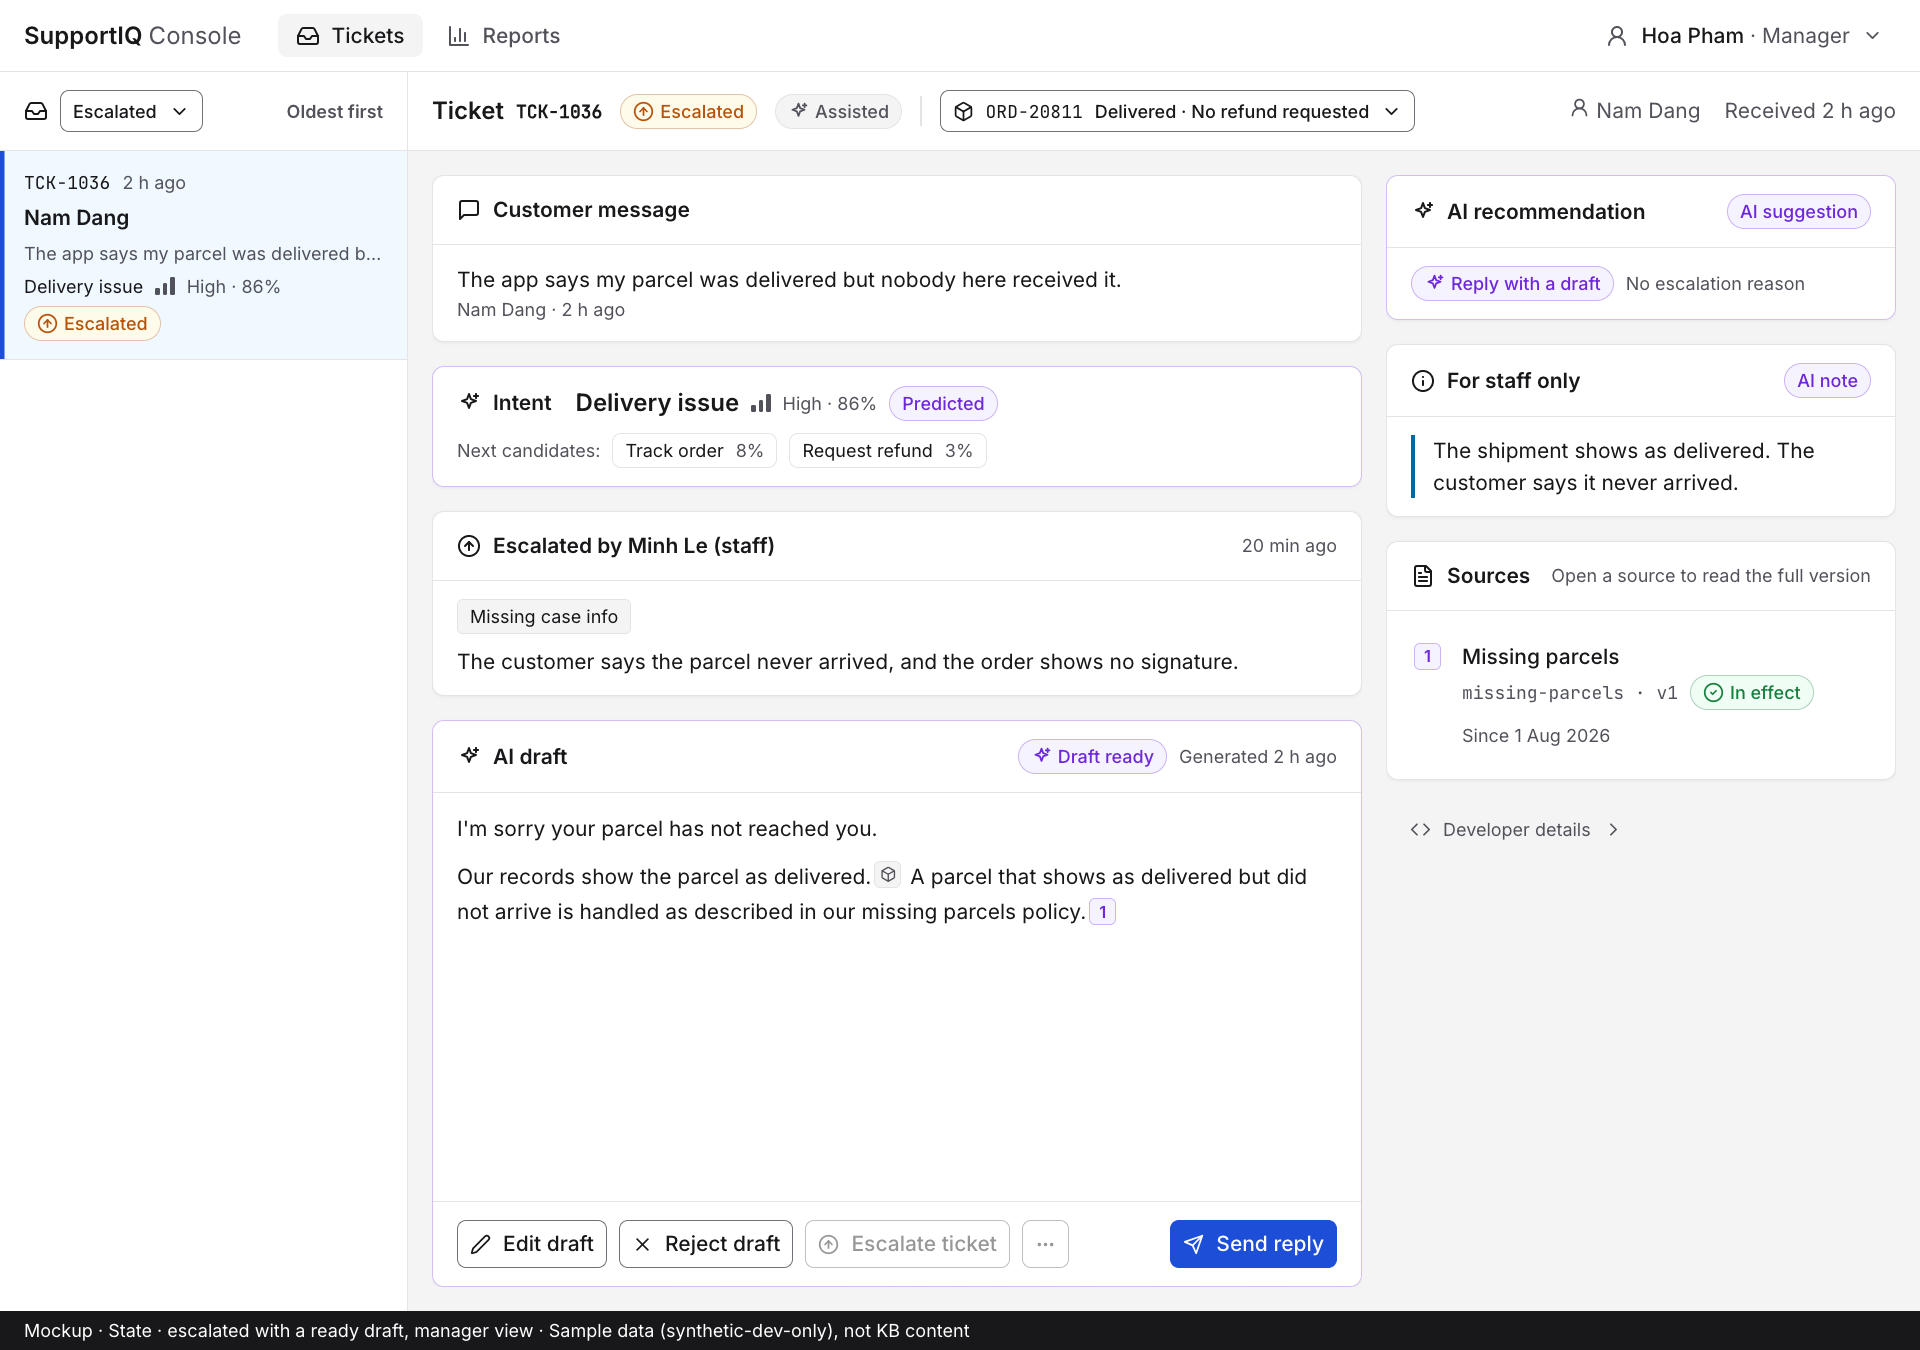 SupportIQ Console
Tickets
Reports
Hoa Pham · Manager
Escalated
Oldest first
Ticket TCK-1036
Escalated
Assisted
ORD-20811 Delivered · No refund requested
Nam Dang
Received 2 h ago
TCK-1036 2 h ago
Nam Dang
The app says my parcel was delivered b...
Delivery issue High · 86%
Escalated
Customer message
The app says my parcel was delivered but nobody here received it.
Nam Dang · 2 h ago
Intent Delivery issue High · 86% Predicted
Next candidates: Track order 8% Request refund 3%
Escalated by Minh Le (staff)
20 min ago
Missing case info
The customer says the parcel never arrived, and the order shows no signature.
AI draft
Draft ready
Generated 2 h ago
I'm sorry your parcel has not reached you.
Our records show the parcel as delivered. A parcel that shows as delivered but did
not arrive is handled as described in our missing parcels policy. 1
Edit draft
Reject draft
Escalate ticket
...
Send reply
AI recommendation
AI suggestion
Reply with a draft
No escalation reason
For staff only
AI note
The shipment shows as delivered. The
customer says it never arrived.
Sources
Open a source to read the full version
1 Missing parcels
missing-parcels · v1 In effect
Since 1 Aug 2026
Developer details
Mockup · State · escalated with a ready draft, manager view · Sample data (synthetic-dev-only), not KB content